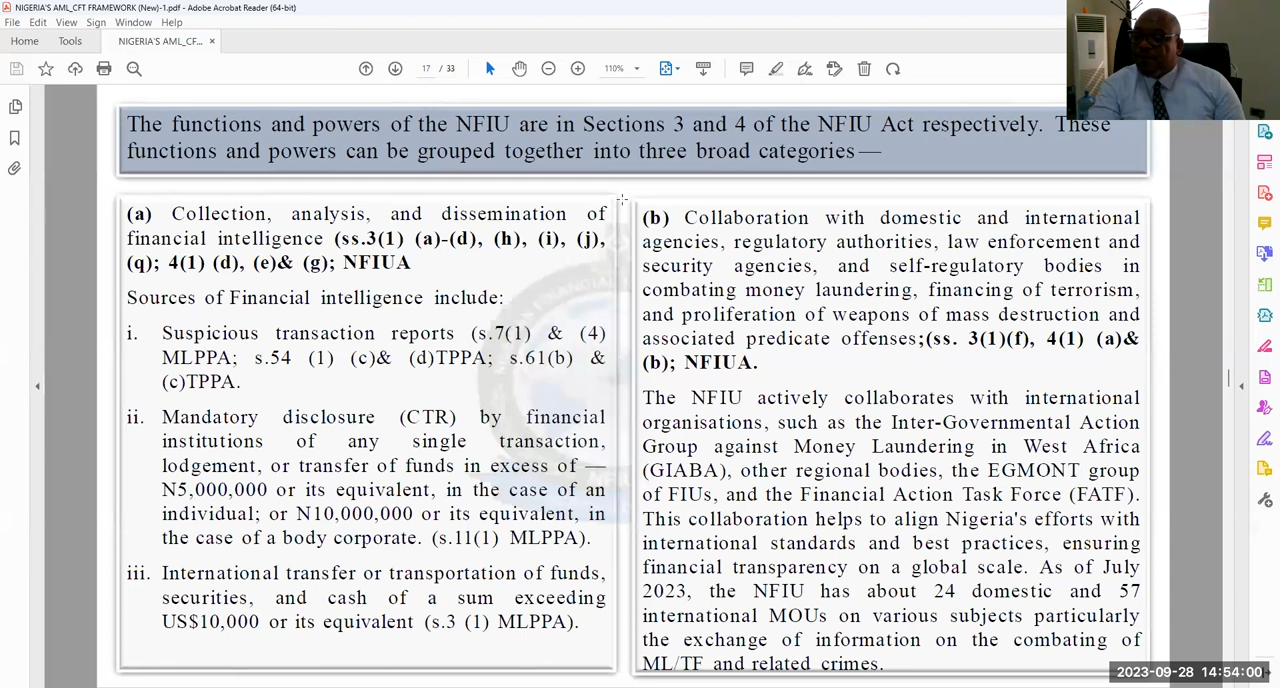 NIGERIA'S AML_CFT FRAMEWORK (New)-1.pdf - Adobe Acrobat Reader (64-bit)
File Edit View Sign Window Help
Home Tools NIGERIA'S AML_CF... ×
17 / 33 110%
The functions and powers of the NFIU are in Sections 3 and 4 of the NFIU Act respectively. These
functions and powers can be grouped together into three broad categories—
(a) Collection, analysis, and dissemination of
financial intelligence (ss.3(1) (a)-(d), (h), (i), (j),
(q); 4(1) (d), (e)& (g); NFIUA
Sources of Financial intelligence include:
i. Suspicious transaction reports (s.7(1) & (4)
MLPPA; s.54 (1) (c)& (d)TPPA; s.61(b) &
(c)TPPA.
ii. Mandatory disclosure (CTR) by financial
institutions of any single transaction,
lodgement, or transfer of funds in excess of —
N5,000,000 or its equivalent, in the case of an
individual; or N10,000,000 or its equivalent, in
the case of a body corporate. (s.11(1) MLPPA).
iii. International transfer or transportation of funds,
securities, and cash of a sum exceeding
US$10,000 or its equivalent (s.3 (1) MLPPA).
(b) Collaboration with domestic and international
agencies, regulatory authorities, law enforcement and
security agencies, and self-regulatory bodies in
combating money laundering, financing of terrorism,
and proliferation of weapons of mass destruction and
associated predicate offenses;(ss. 3(1)(f), 4(1) (a)&
(b); NFIUA.
The NFIU actively collaborates with international
organisations, such as the Inter-Governmental Action
Group against Money Laundering in West Africa
(GIABA), other regional bodies, the EGMONT group
of FIUs, and the Financial Action Task Force (FATF).
This collaboration helps to align Nigeria's efforts with
international standards and best practices, ensuring
financial transparency on a global scale. As of July
2023, the NFIU has about 24 domestic and 57
international MOUs on various subjects particularly
the exchange of information on the combating of
ML/TF and related crimes.
2023-09-28 14:54:00